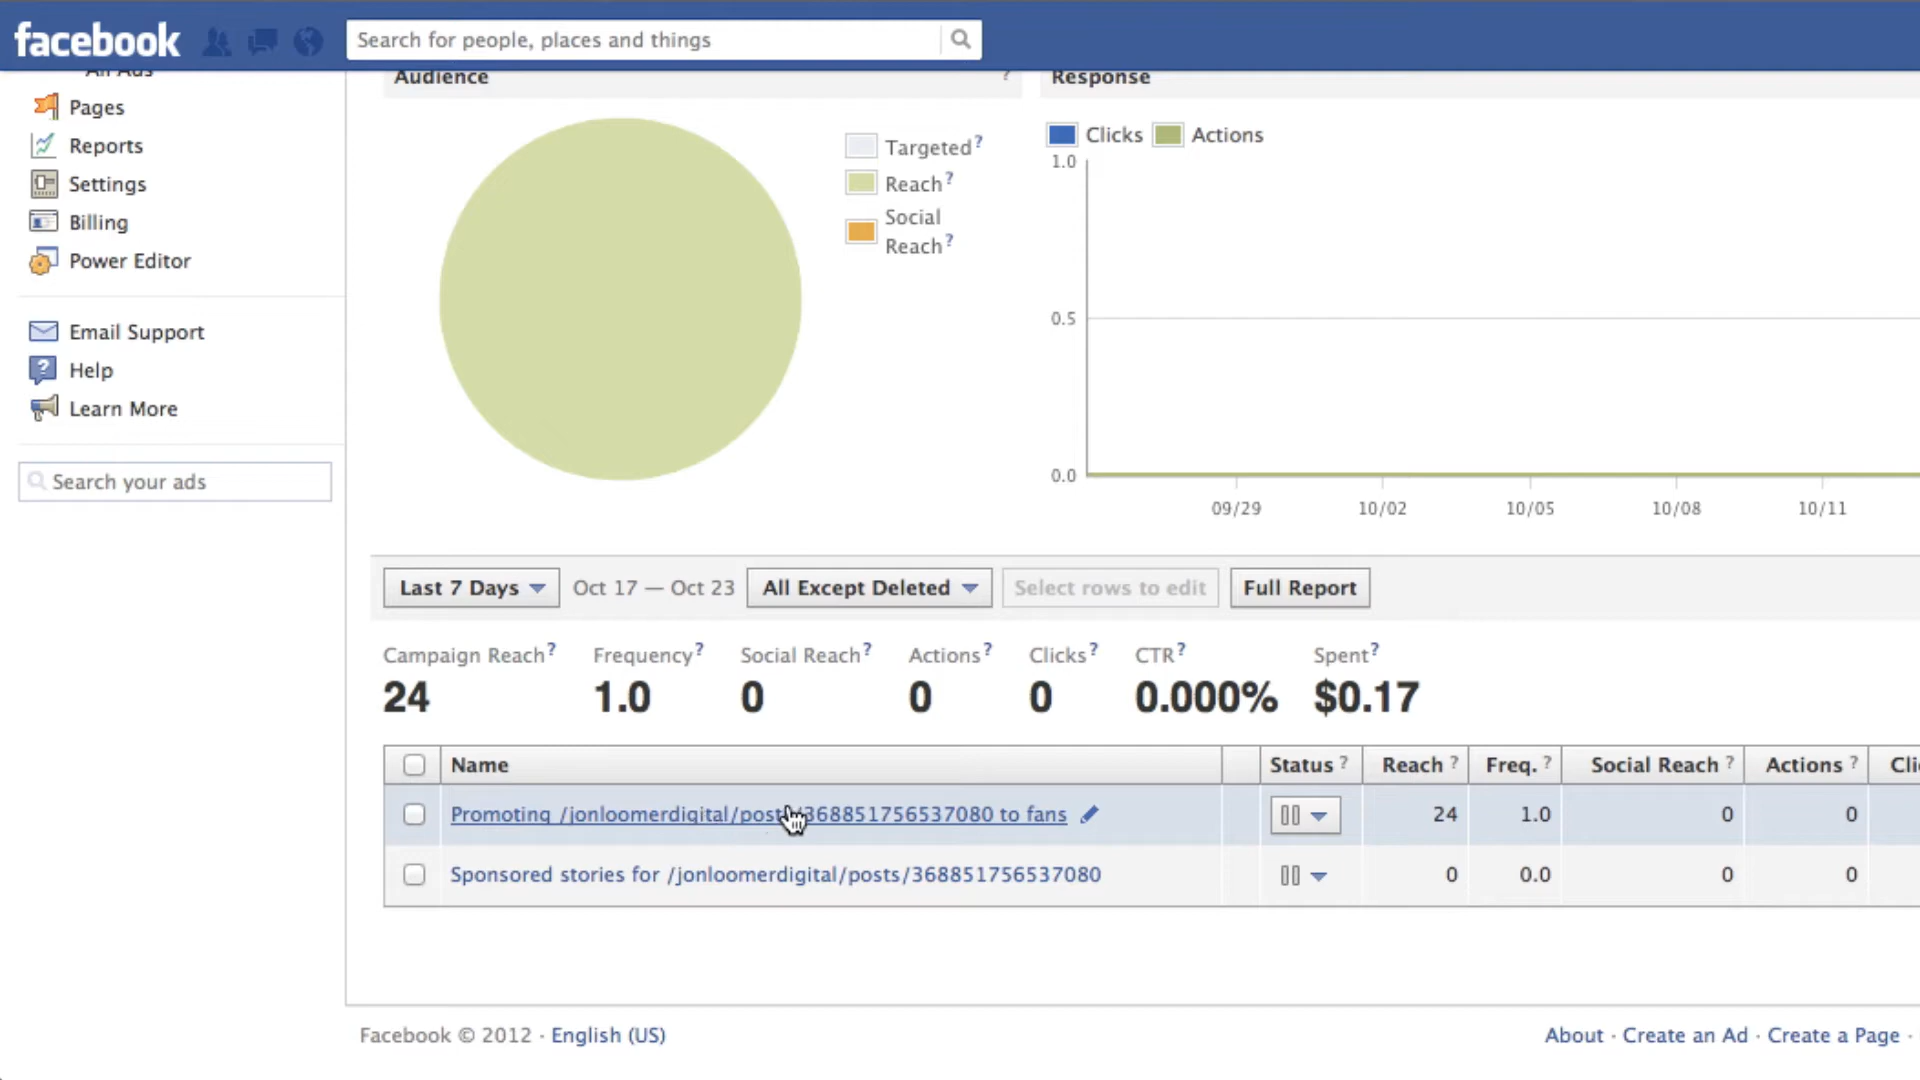 facebook
Search for people, places and things
All Ads
Pages
Reports
Settings
Billing
Power Editor
Email Support
Help
Learn More
Search your ads
Audience ?
Targeted ?
Reach ?
Social
Reach ?
Response
Clicks Actions
1.0
0.5
0.0
09/29 10/02 10/05 10/08 10/11
Last 7 Days Oct 17 — Oct 23 All Except Deleted Select rows to edit Full Report
Campaign Reach ? Frequency ? Social Reach ? Actions ? Clicks ? CTR ? Spent ?
24 1.0 0 0 0 0.000% $0.17
Name Status ? Reach ? Freq. ? Social Reach ? Actions ? Cli
Promoting /jonloomerdigital/posts/368851756537080 to fans 24 1.0 0 0
Sponsored stories for /jonloomerdigital/posts/368851756537080 0 0.0 0 0
Facebook © 2012 · English (US)
About · Create an Ad · Create a Page ·